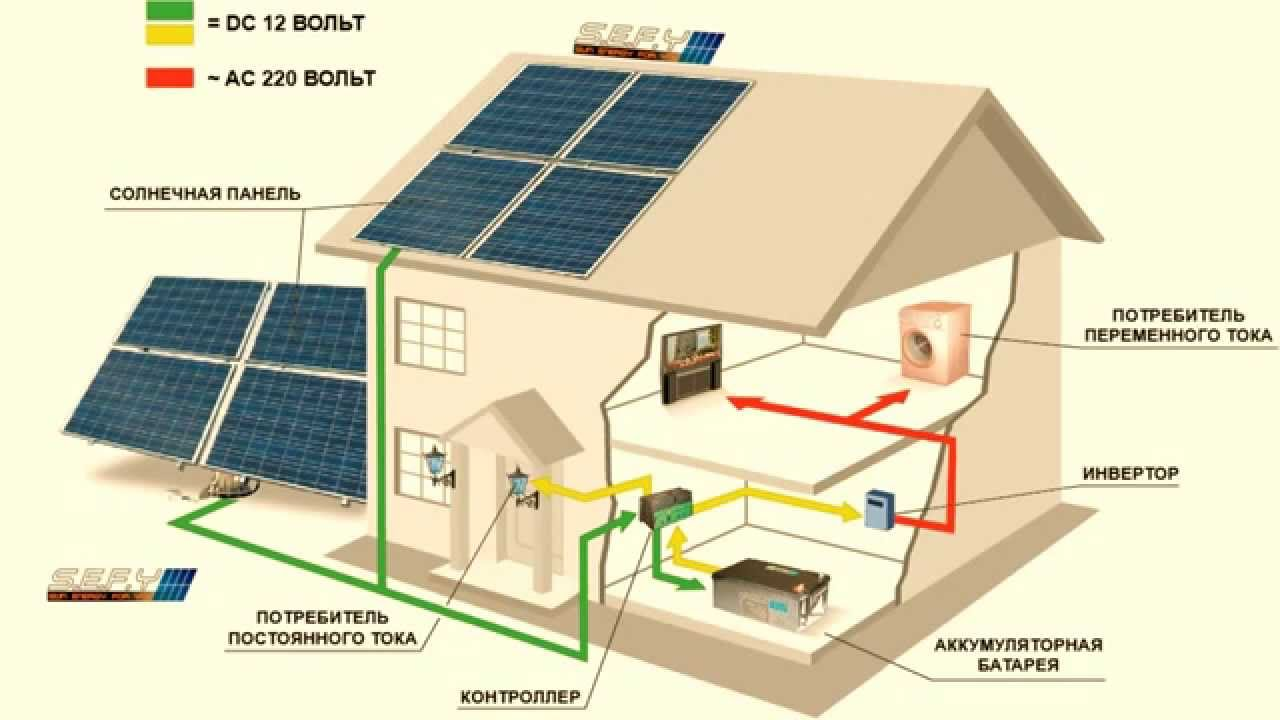 = DC 12 ВОЛЬТ
~ AC 220 ВОЛЬТ
S.E.F.Y
СОЛНЕЧНАЯ ПАНЕЛЬ
ПОТРЕБИТЕЛЬ
ПЕРЕМЕННОГО ТОКА
ИНВЕРТОР
S.E.F.Y
ПОТРЕБИТЕЛЬ
ПОСТОЯННОГО ТОКА
АККУМУЛЯТОРНАЯ
БАТАРЕЯ
КОНТРОЛЛЕР